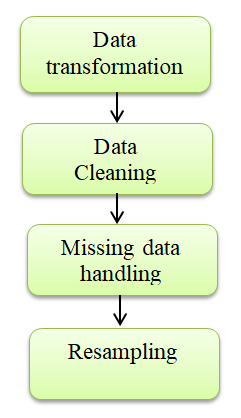 Data
transformation
Data
Cleaning
Missing data
handling
Resampling